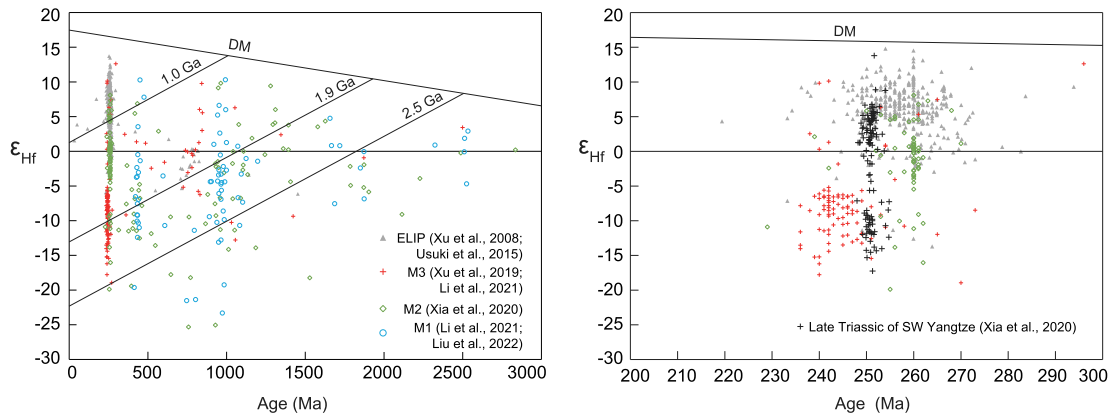 20
15
10
5
0
-5
-10
-15
-20
-25
-30
εHf
DM
1.0 Ga
1.9 Ga
2.5 Ga
ELIP (Xu et al., 2008;
Usuki et al., 2015)
M3 (Xu et al., 2019;
Li et al., 2021)
M2 (Xia et al., 2020)
M1 (Li et al., 2021;
Liu et al., 2022)
0 500 1000 1500 2000 2500 3000
Age (Ma)
20
15
10
5
0
-5
-10
-15
-20
-25
-30
εHf
DM
Late Triassic of SW Yangtze (Xia et al., 2020)
200 210 220 230 240 250 260 270 280 290 300
Age (Ma)